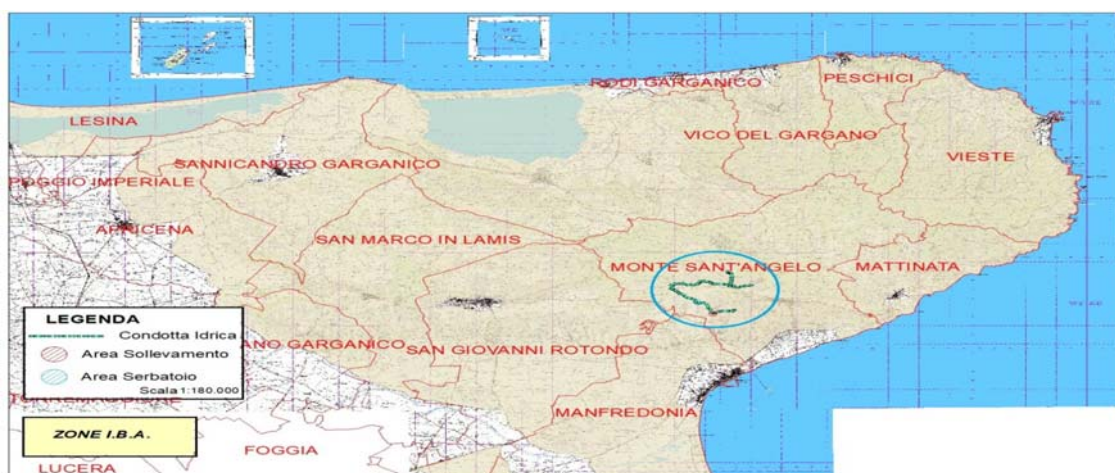 RODI GARGANICO
PESCHICI
LESINA
VICO DEL GARGANO
SANNICANDRO GARGANICO
VIESTE
POGGIO IMPERIALE
APRICENA
SAN MARCO IN LAMIS
MONTE SANT'ANGELO
MATTINATA
LEGENDA
Condotta Idrica
Area Sollevamento
Area Serbatoio
Scala 1:180.000
ANO GARGANICO
SAN GIOVANNI ROTONDO
MANFREDONIA
ZONE I.B.A.
FOGGIA
LUCERA